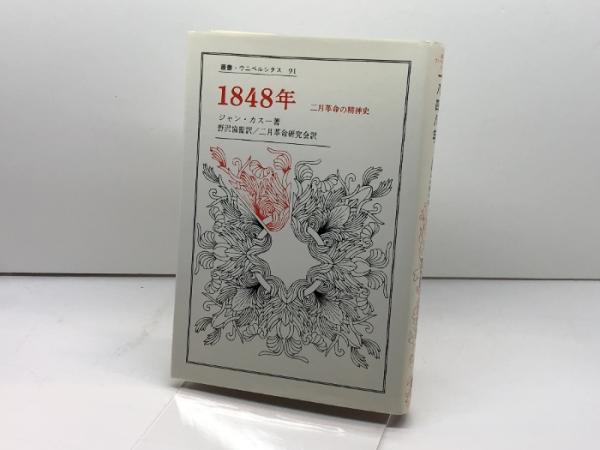 叢書・ウニベルシタス 91
1848年 二月革命の精神史
ジャン・カスー著
野沢協監訳/二月革命研究会訳